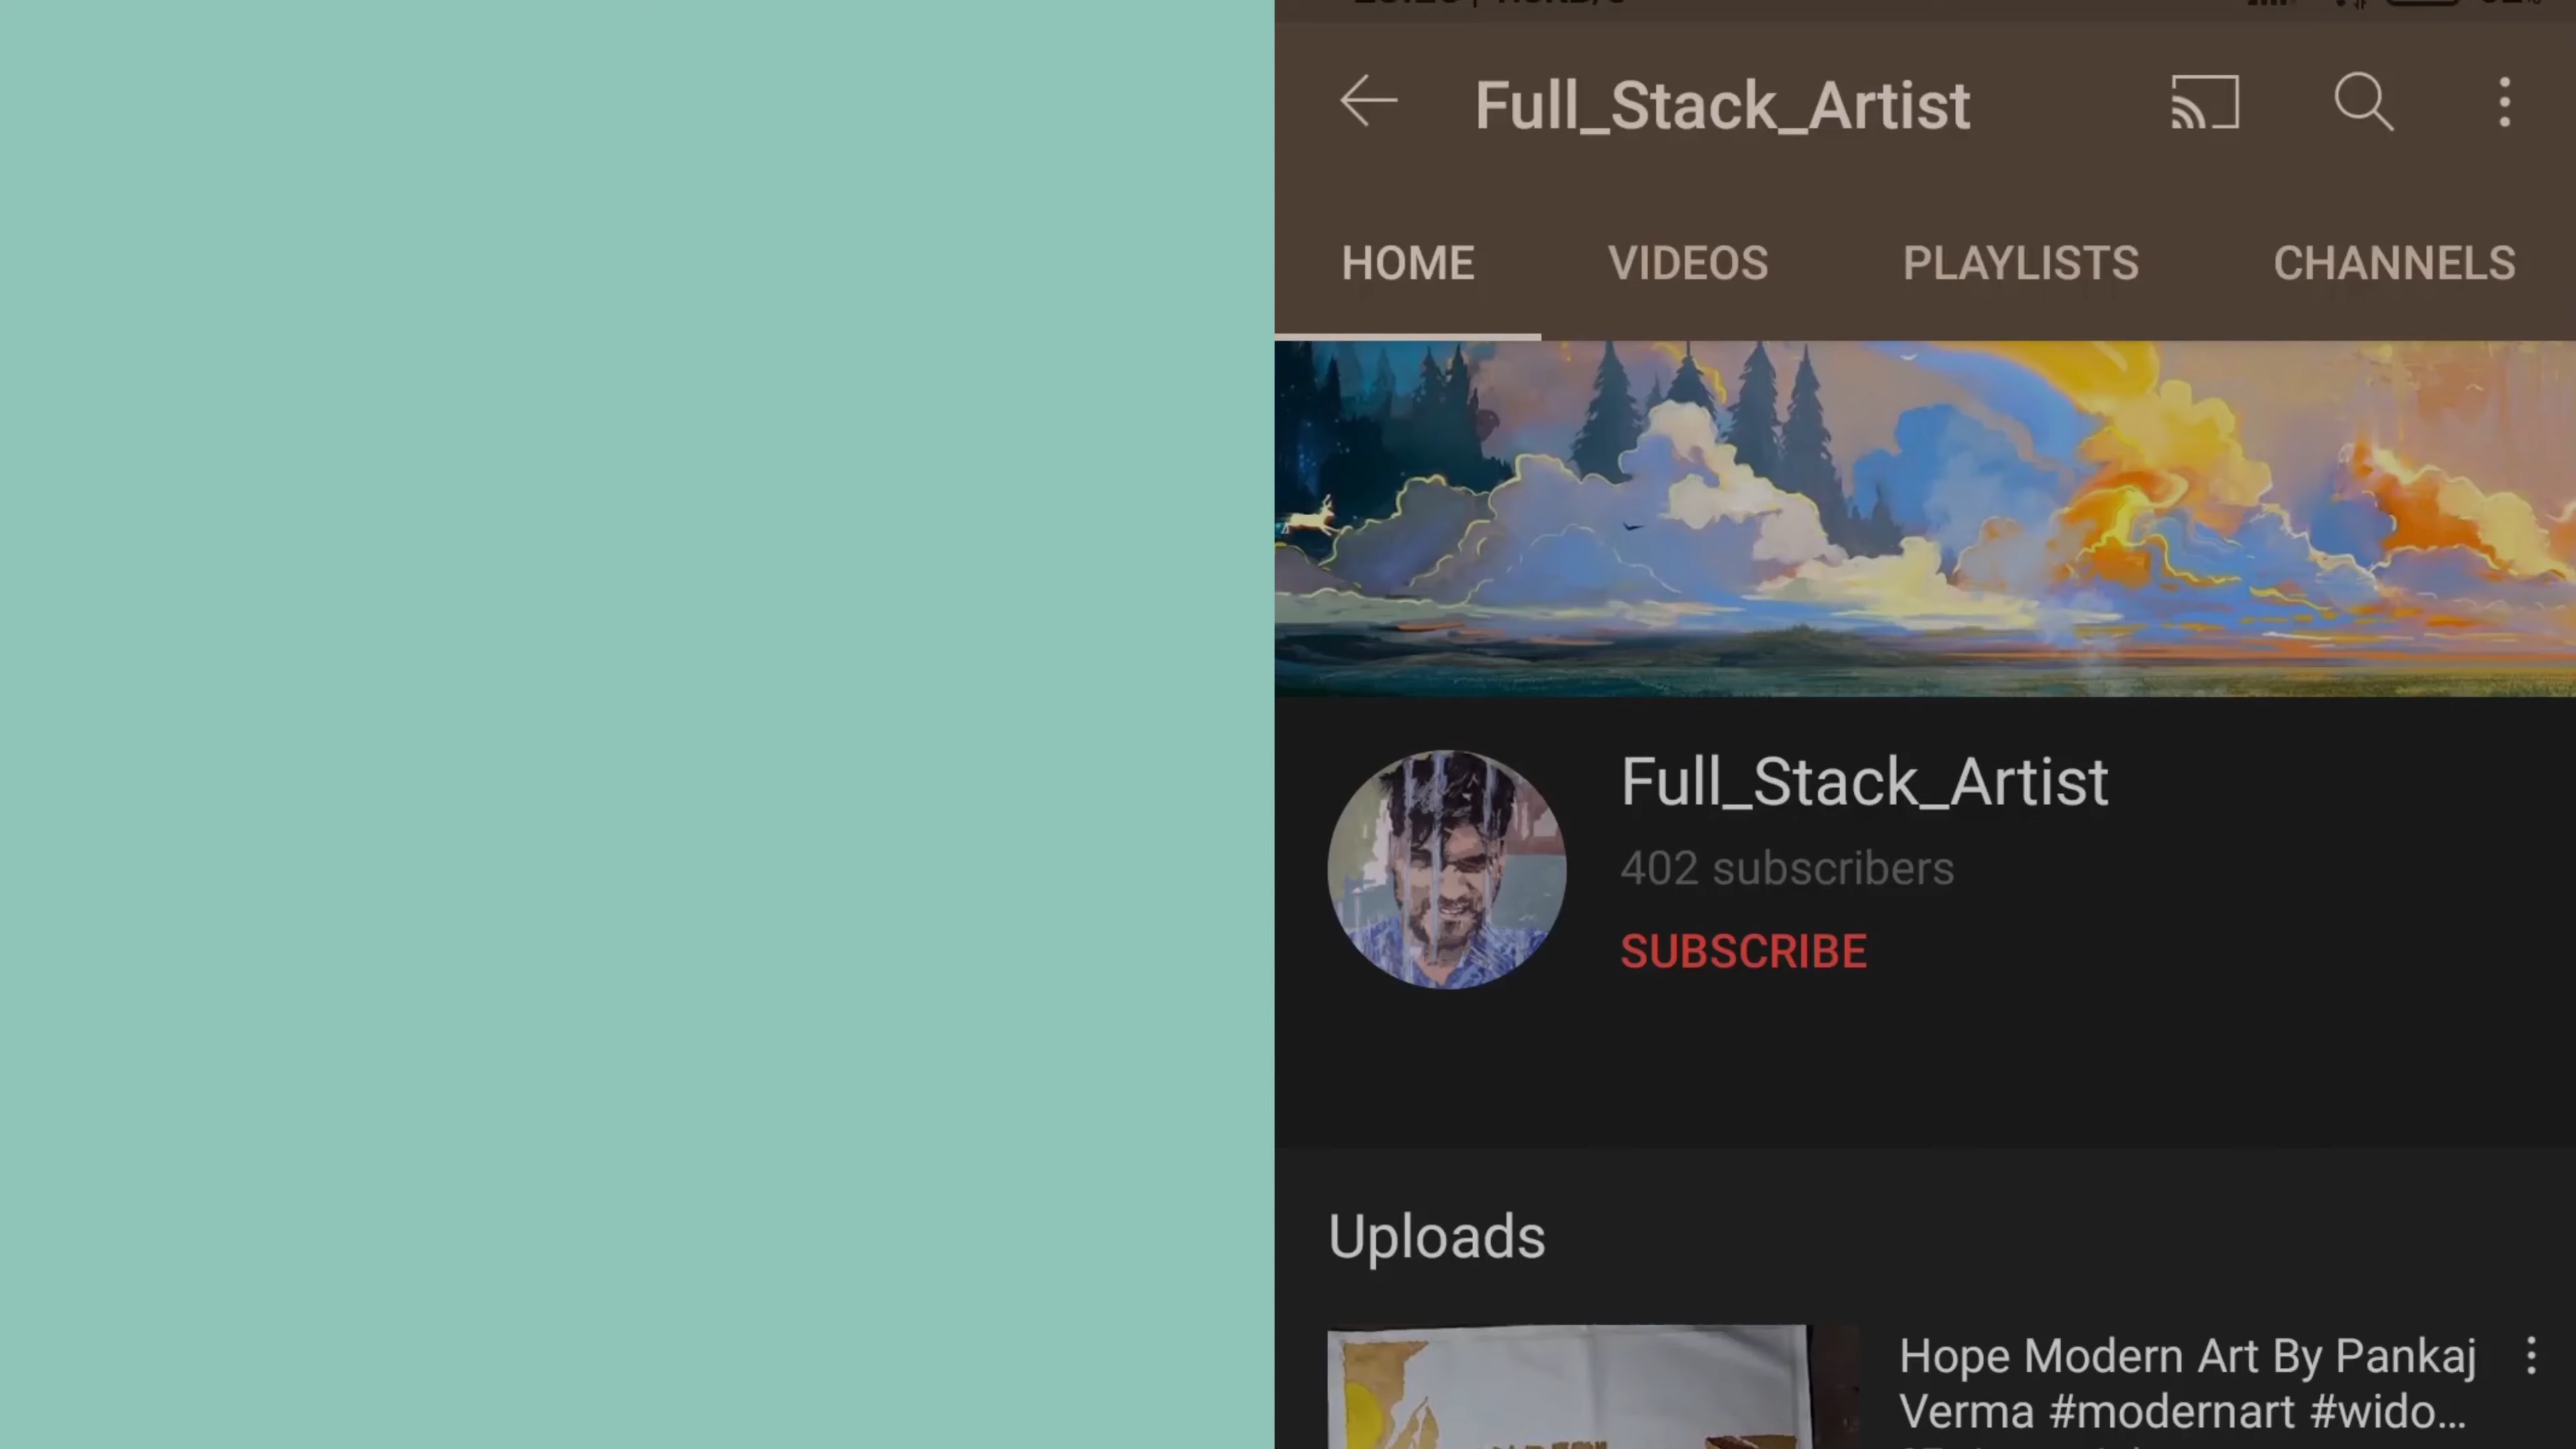 Full_Stack_Artist
HOME VIDEOS PLAYLISTS CHANNELS
Full_Stack_Artist
402 subscribers
SUBSCRIBE
Uploads
Hope Modern Art By Pankaj
Verma #modernart #wido...